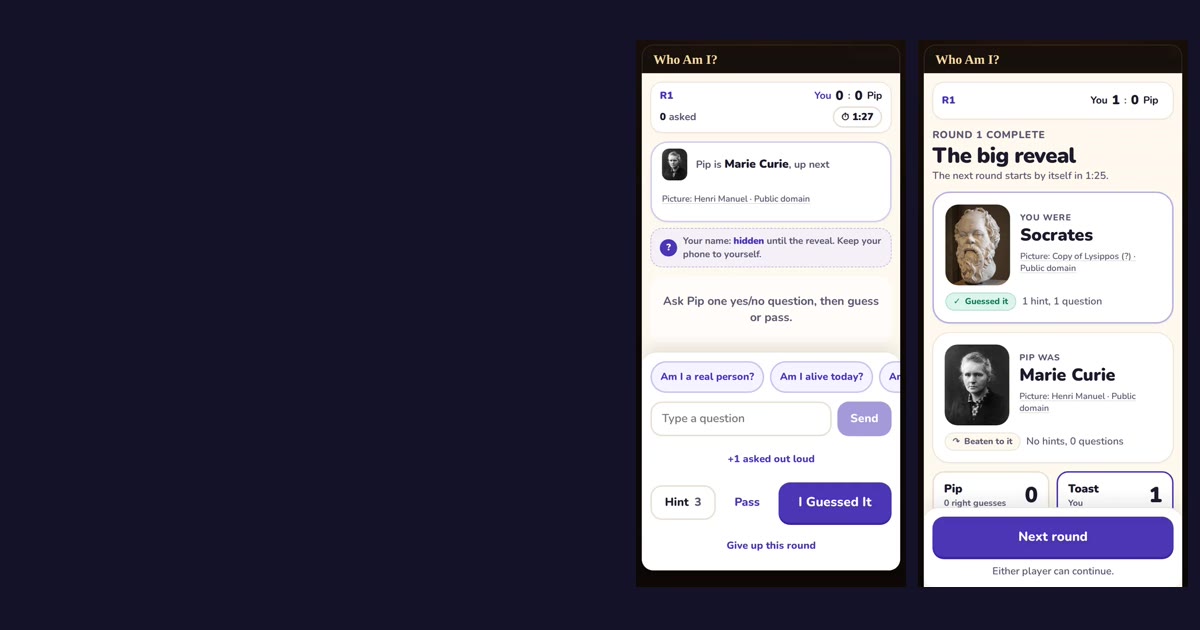 Who Am I?
R1
You 0 : 0 Pip
0 asked
⏱ 1:27
Pip is Marie Curie, up next
Picture: Henri Manuel · Public domain
?
Your name: hidden until the reveal. Keep your
phone to yourself.
Ask Pip one yes/no question, then guess
or pass.
Am I a real person?
Am I alive today?
Type a question
Send
+1 asked out loud
Hint 3
Pass
I Guessed It
Give up this round
Who Am I?
R1
You 1 : 0 Pip
ROUND 1 COMPLETE
The big reveal
The next round starts by itself in 1:25.
YOU WERE
Socrates
Picture: Copy of Lysippos (?) ·
Public domain
✓ Guessed it
1 hint, 1 question
PIP WAS
Marie Curie
Picture: Henri Manuel · Public
domain
↷ Beaten to it
No hints, 0 questions
Pip
0 right guesses
0
Toast
You
1
Next round
Either player can continue.